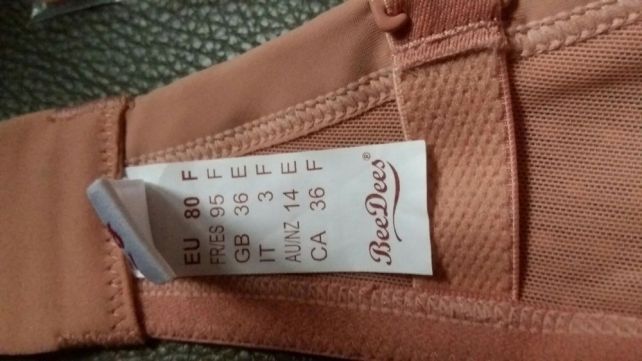 EU 80 F
FR/ES 95 F
GB 36 E
IT 3 F
AU/NZ 14 E
CA 36 F
BeeDees®